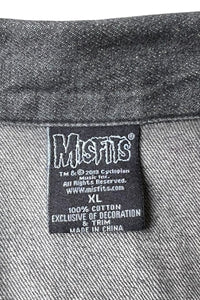 MISFITS
TM & © 2013 Cyclopian
Music Inc.
All Rights Reserved.
www.misfits.com
XL
100% COTTON
EXCLUSIVE OF DECORATION
& TRIM
MADE IN CHINA